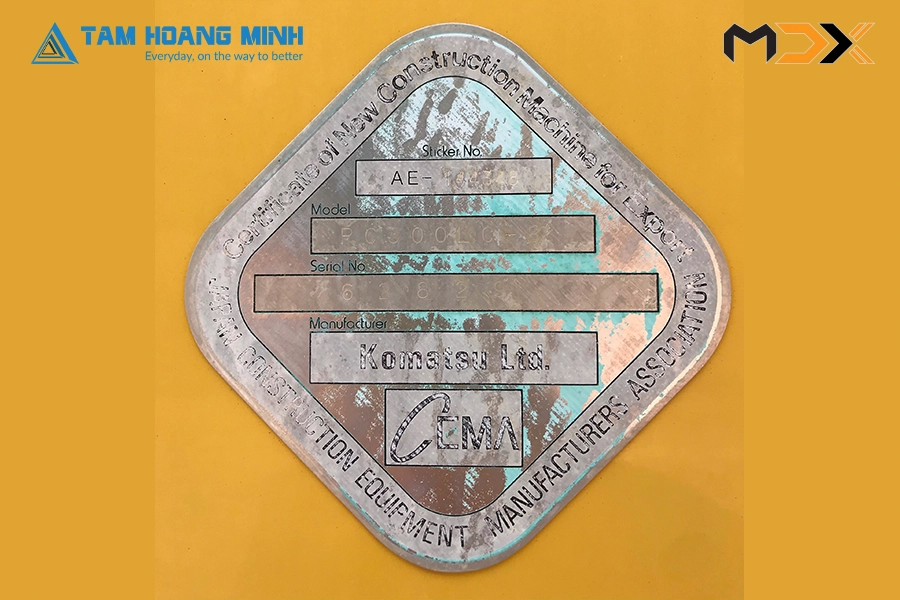 TAM HOANG MINH
Everyday, on the way to better
MDX
Certificate of New Construction Machine for Export
Sticker No.
AE-
Model
Serial No.
Manufacturer
Komatsu Ltd.
CEMA
JAPAN CONSTRUCTION EQUIPMENT MANUFACTURERS ASSOCIATION